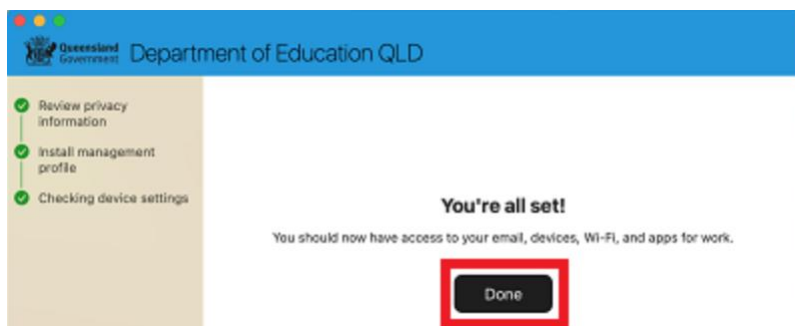 Queensland
Government
Department of Education QLD
Review privacy
information
Install management
profile
Checking device settings
You're all set!
You should now have access to your email, devices, Wi-Fi, and apps for work.
Done